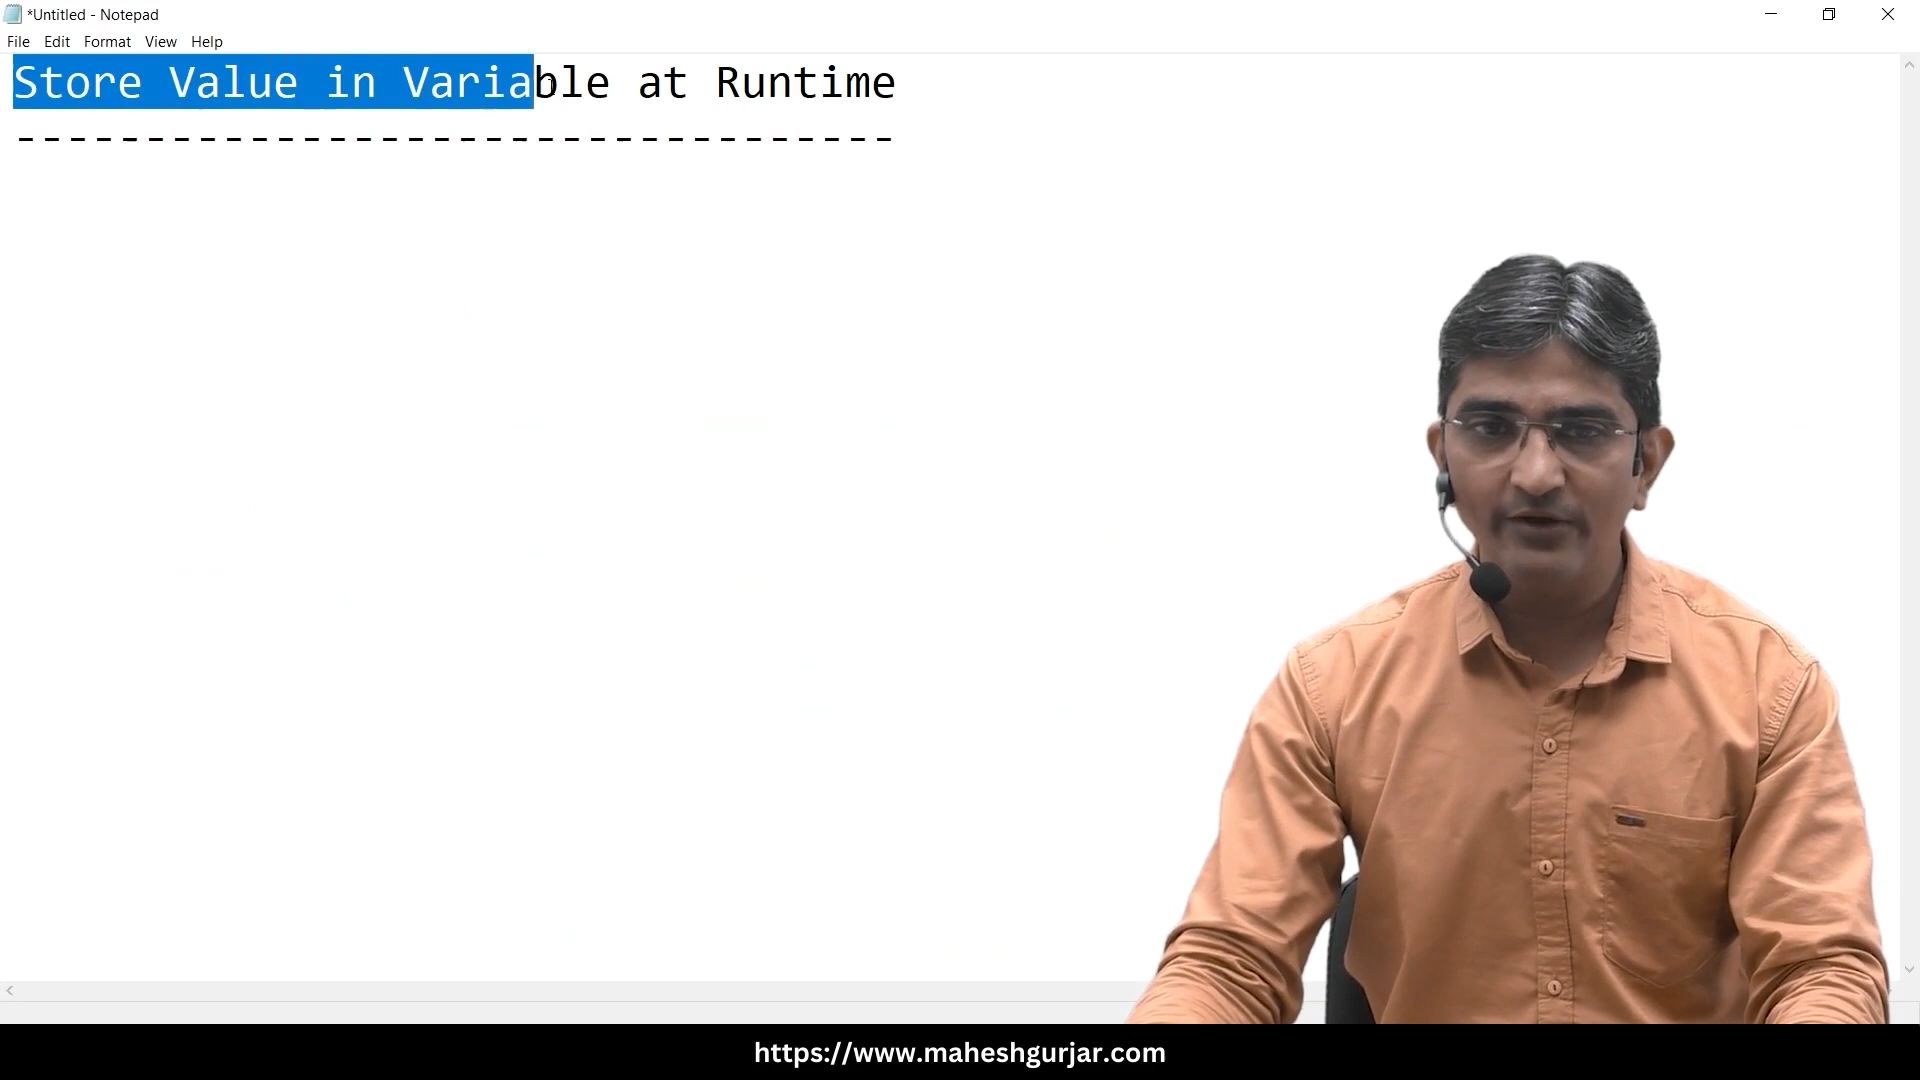 *Untitled - Notepad
File Edit Format View Help
Store Value in Variable at Runtime
----------------------------------
https://www.maheshgurjar.com